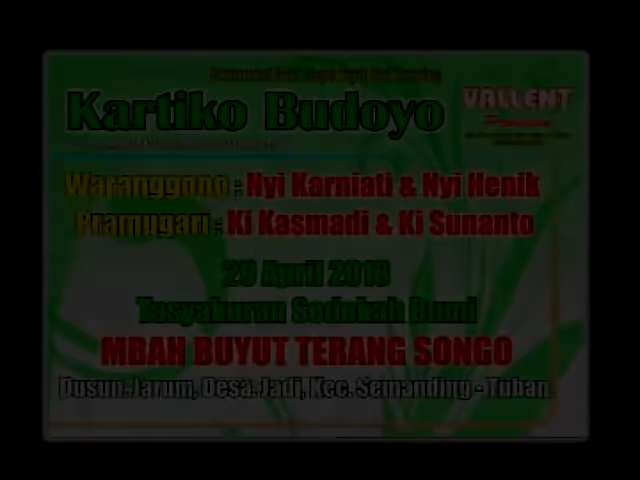 Kartiko Budoyo
VALLENT
Waranggono : Nyi Karniati & Nyi Henik
Pramugari : Ki Kasmadi & Ki Sunanto
29 April 2018
Tasyakuran Sedekah Bumi
MBAH BUYUT TERANG SONGO
Dusun. Jarum, Desa. Jadi, Kec. Semanding - Tuban.